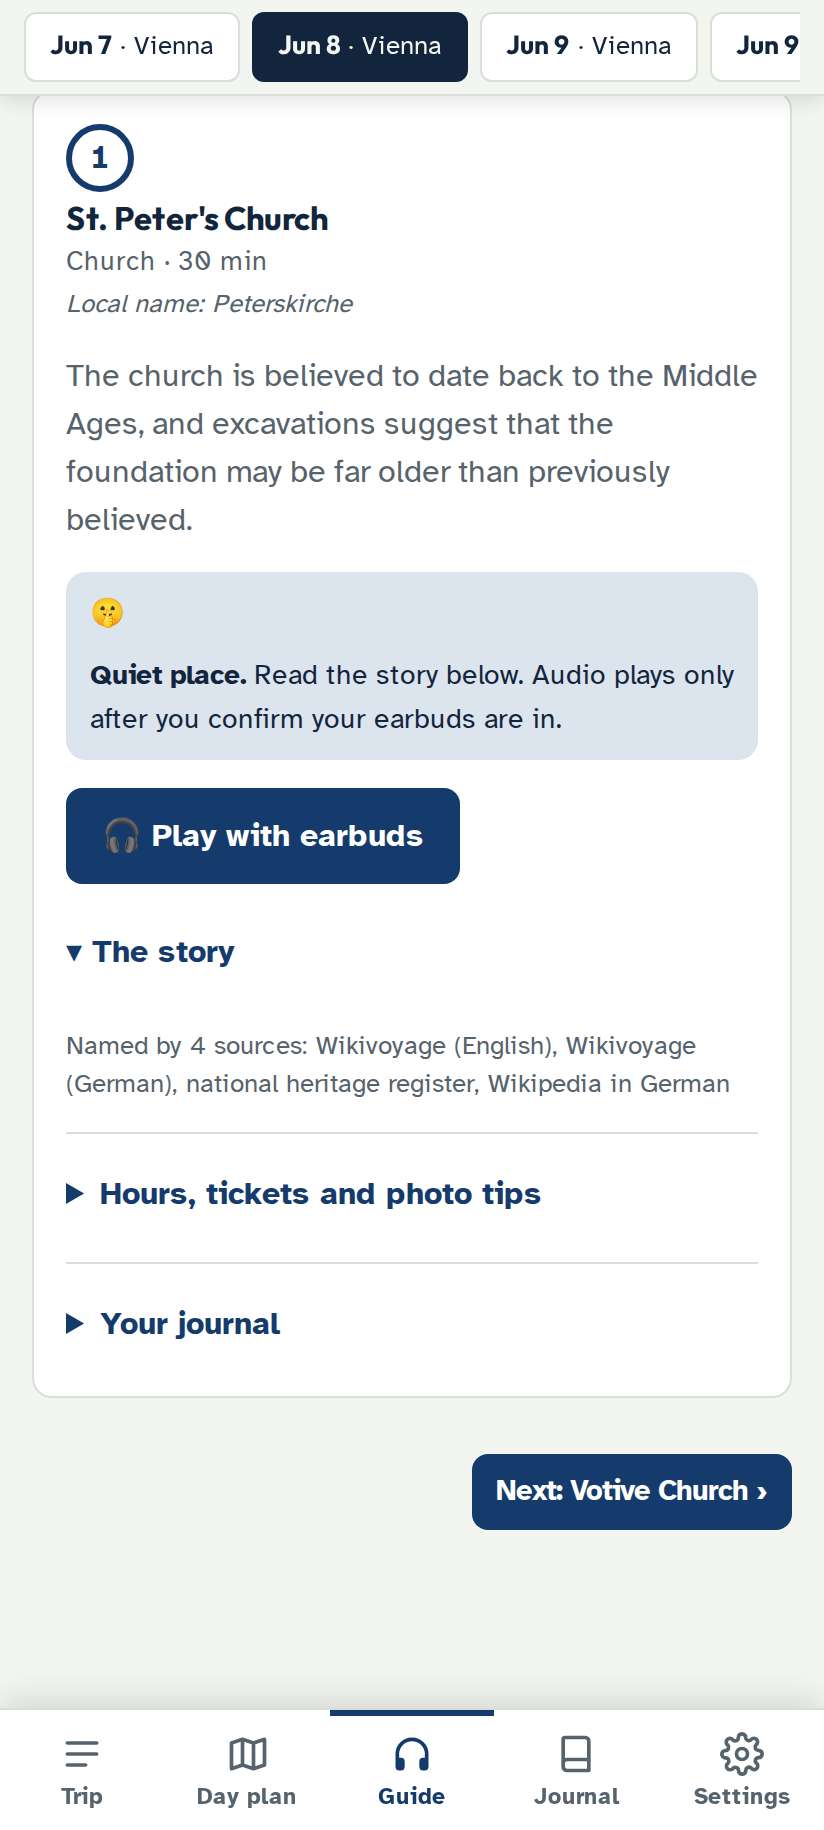 Jun 7 · Vienna
Jun 8 · Vienna
Jun 9 · Vienna
Jun 9
1
St. Peter's Church
Church · 30 min
Local name: Peterskirche
The church is believed to date back to the Middle
Ages, and excavations suggest that the
foundation may be far older than previously
believed.
Quiet place. Read the story below. Audio plays only
after you confirm your earbuds are in.
Play with earbuds
The story
Named by 4 sources: Wikivoyage (English), Wikivoyage
(German), national heritage register, Wikipedia in German
Hours, tickets and photo tips
Your journal
Next: Votive Church ›
Trip
Day plan
Guide
Journal
Settings